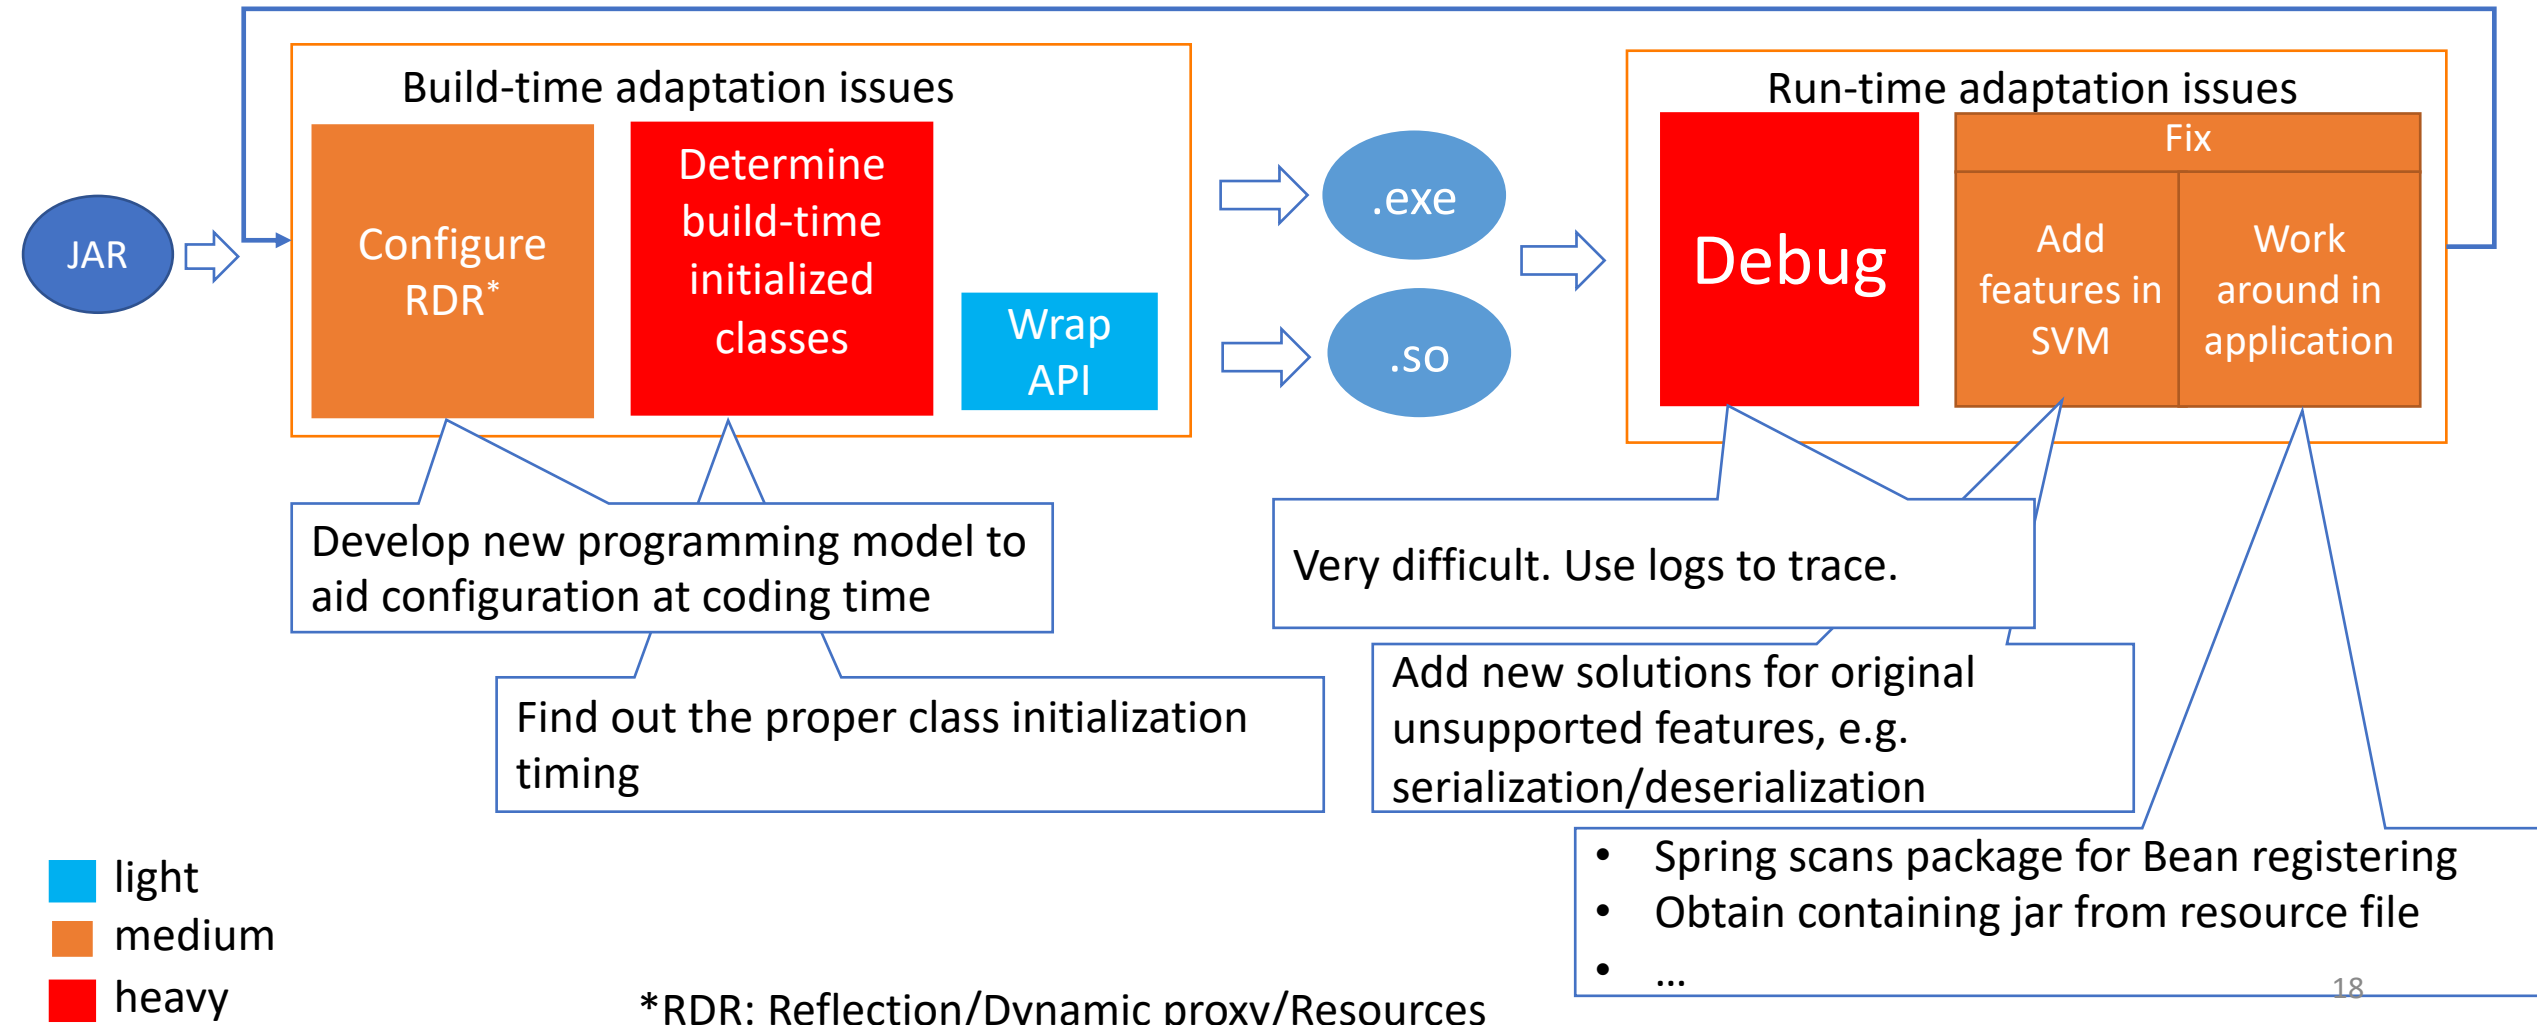 Build-time adaptation issues
Run-time adaptation issues
JAR
Configure
RDR*
Determine
build-time
initialized
classes
Wrap
API
.exe
.so
Debug
Fix
Add
features in
SVM
Work
around in
application
Develop new programming model to
aid configuration at coding time
Find out the proper class initialization
timing
Very difficult. Use logs to trace.
Add new solutions for original
unsupported features, e.g.
serialization/deserialization
• Spring scans package for Bean registering
• Obtain containing jar from resource file
• ...
light
medium
heavy
*RDR: Reflection/Dynamic proxy/Resources
18